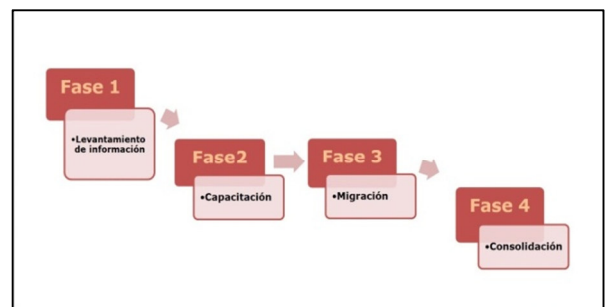 Fase 1
•Levantamiento
de información
Fase2
•Capacitación
Fase 3
•Migración
Fase 4
•Consolidación